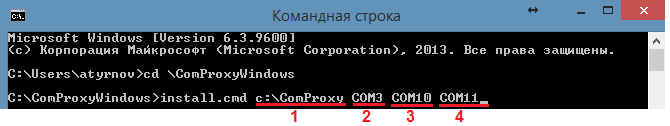 Командная строка
Microsoft Windows [Version 6.3.9600]
(c) Корпорация Майкрософт (Microsoft Corporation), 2013. Все права защищены.
C:\Users\atyrnov>cd \ComProxyWindows
C:\ComProxyWindows>install.cmd c:\ComProxy COM3 COM10 COM11_
1 2 3 4